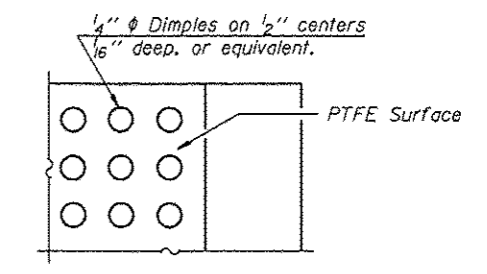 1/4" ϕ Dimples on 1/2" centers
1/16" deep. or equivalent.
PTFE Surface